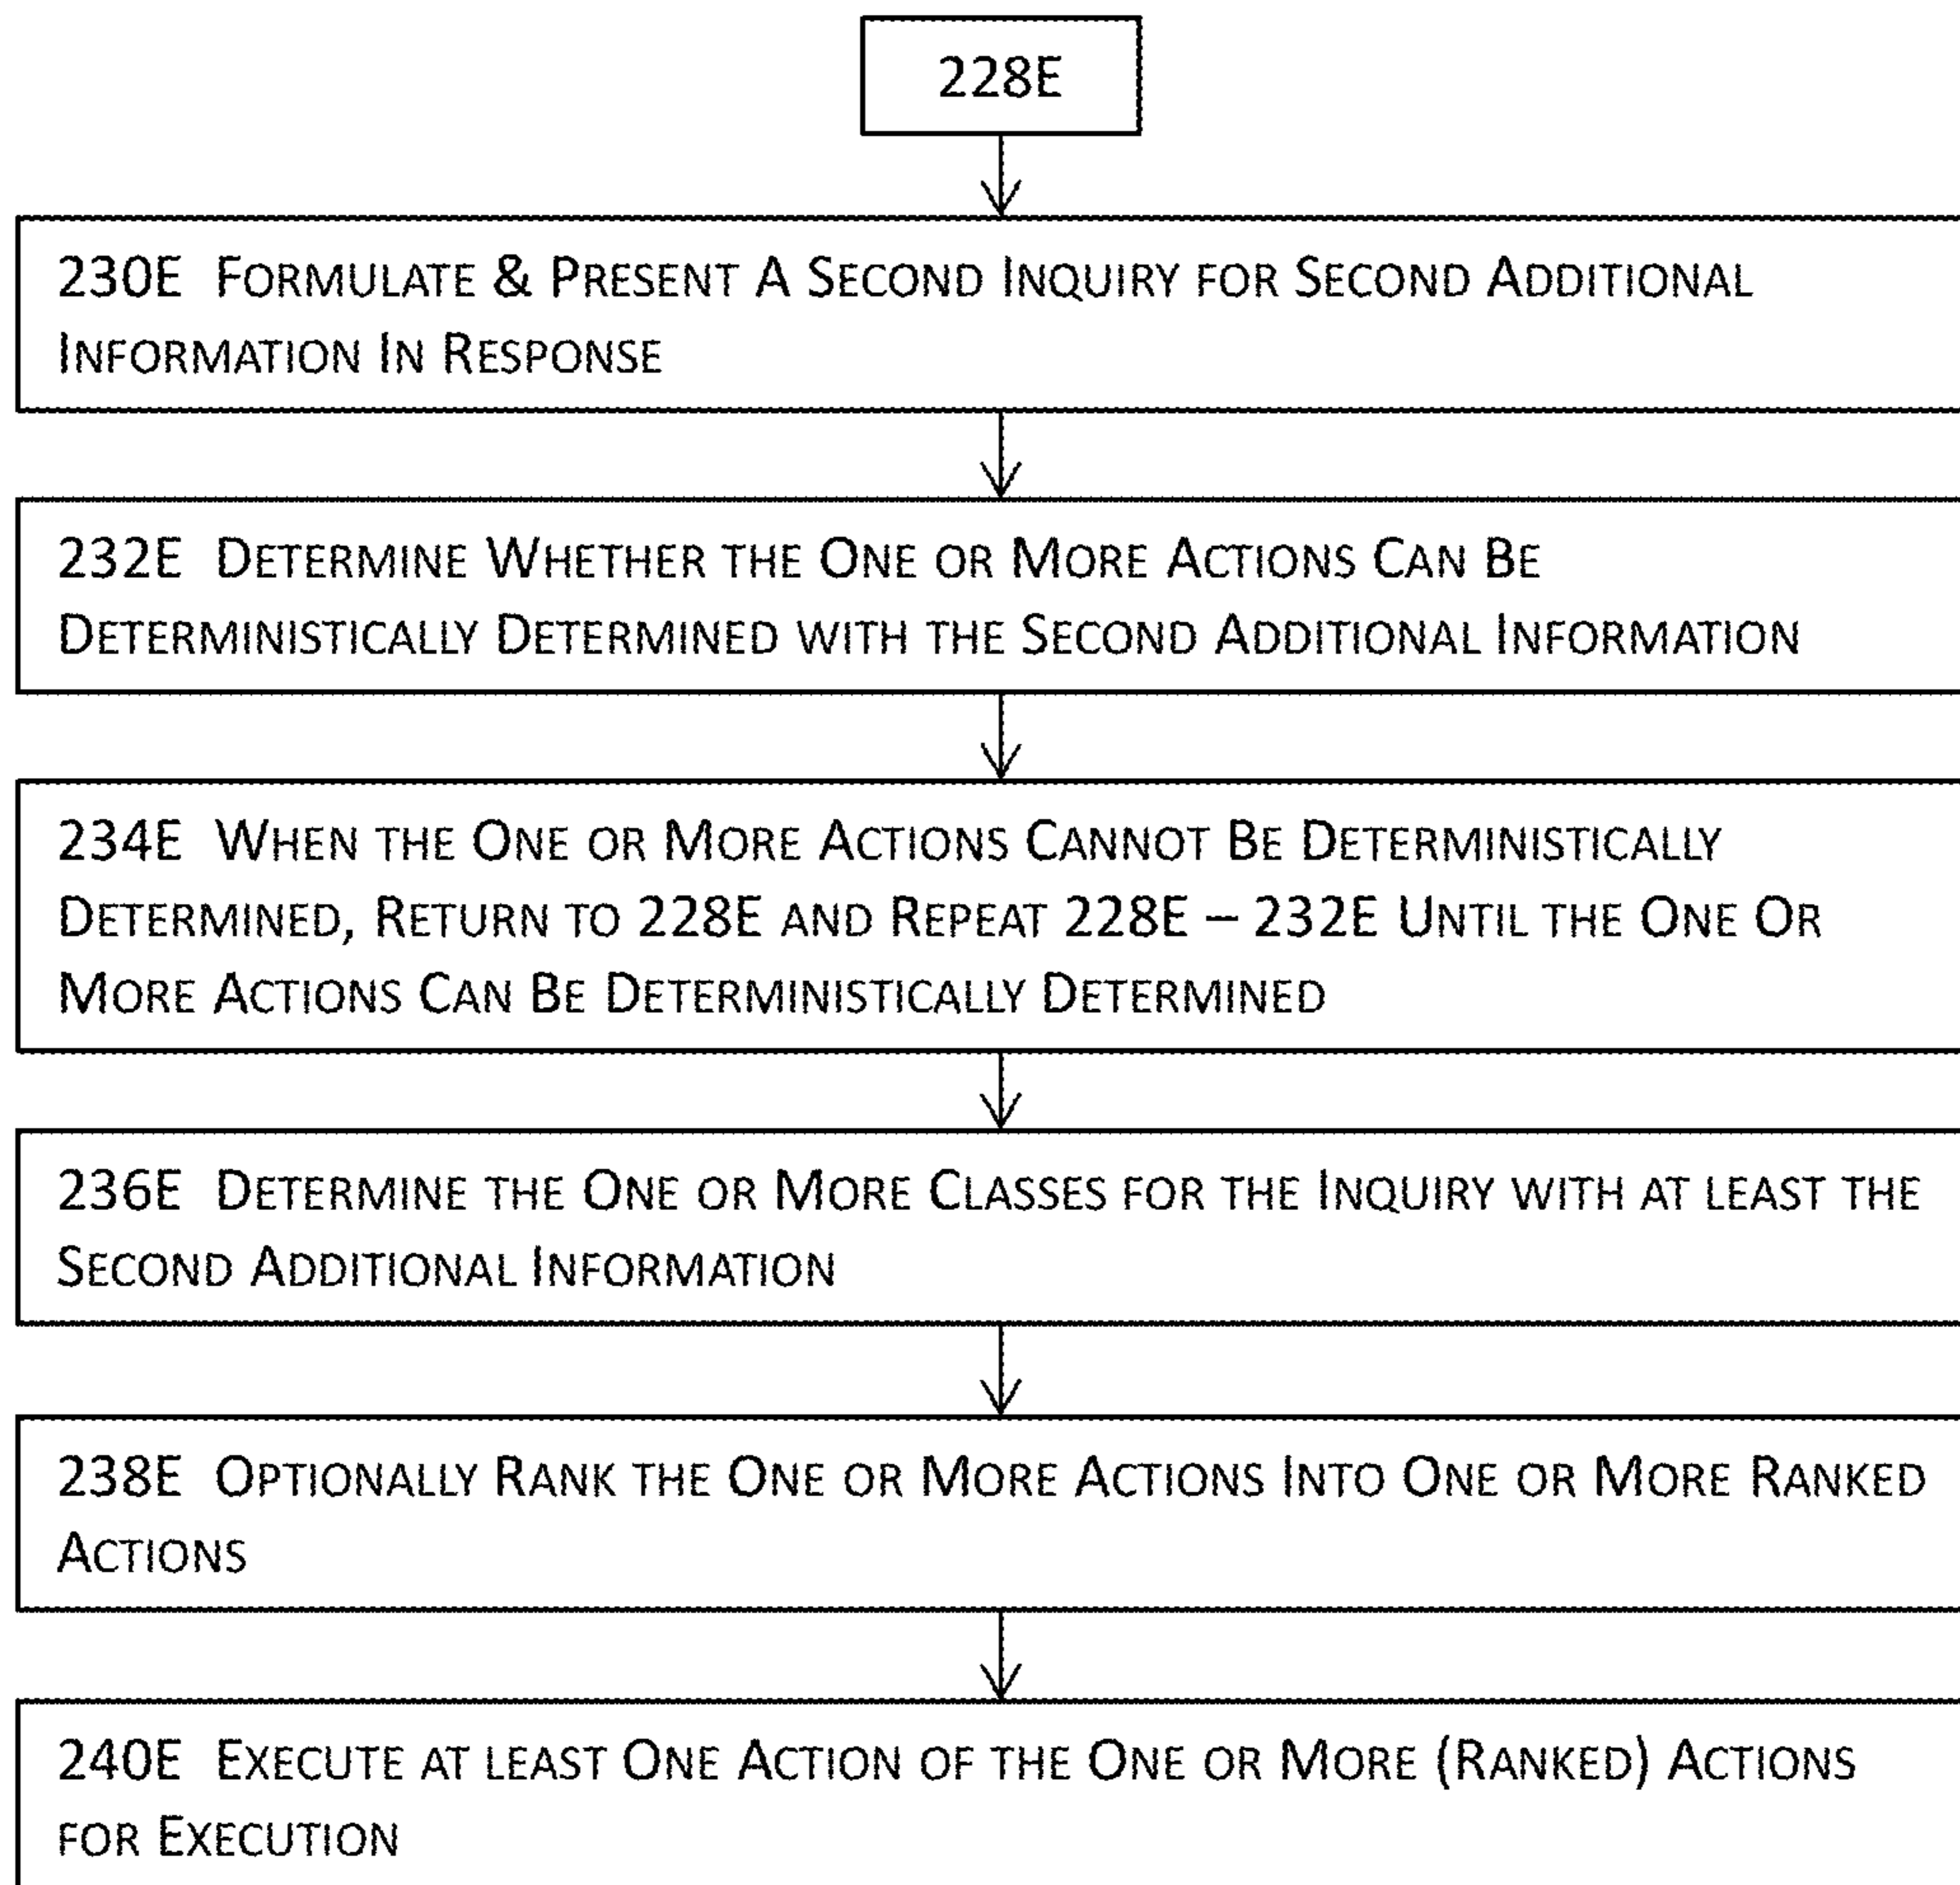 228E
230E FORMULATE & PRESENT A SECOND INQUIRY FOR SECOND ADDITIONAL
INFORMATION IN RESPONSE
232E DETERMINE WHETHER THE ONE OR MORE ACTIONS CAN BE
DETERMINISTICALLY DETERMINED WITH THE SECOND ADDITIONAL INFORMATION
234E WHEN THE ONE OR MORE ACTIONS CANNOT BE DETERMINISTICALLY
DETERMINED, RETURN TO 228E AND REPEAT 228E – 232E UNTIL THE ONE OR
MORE ACTIONS CAN BE DETERMINISTICALLY DETERMINED
236E DETERMINE THE ONE OR MORE CLASSES FOR THE INQUIRY WITH AT LEAST THE
SECOND ADDITIONAL INFORMATION
238E OPTIONALLY RANK THE ONE OR MORE ACTIONS INTO ONE OR MORE RANKED
ACTIONS
240E EXECUTE AT LEAST ONE ACTION OF THE ONE OR MORE (RANKED) ACTIONS
FOR EXECUTION